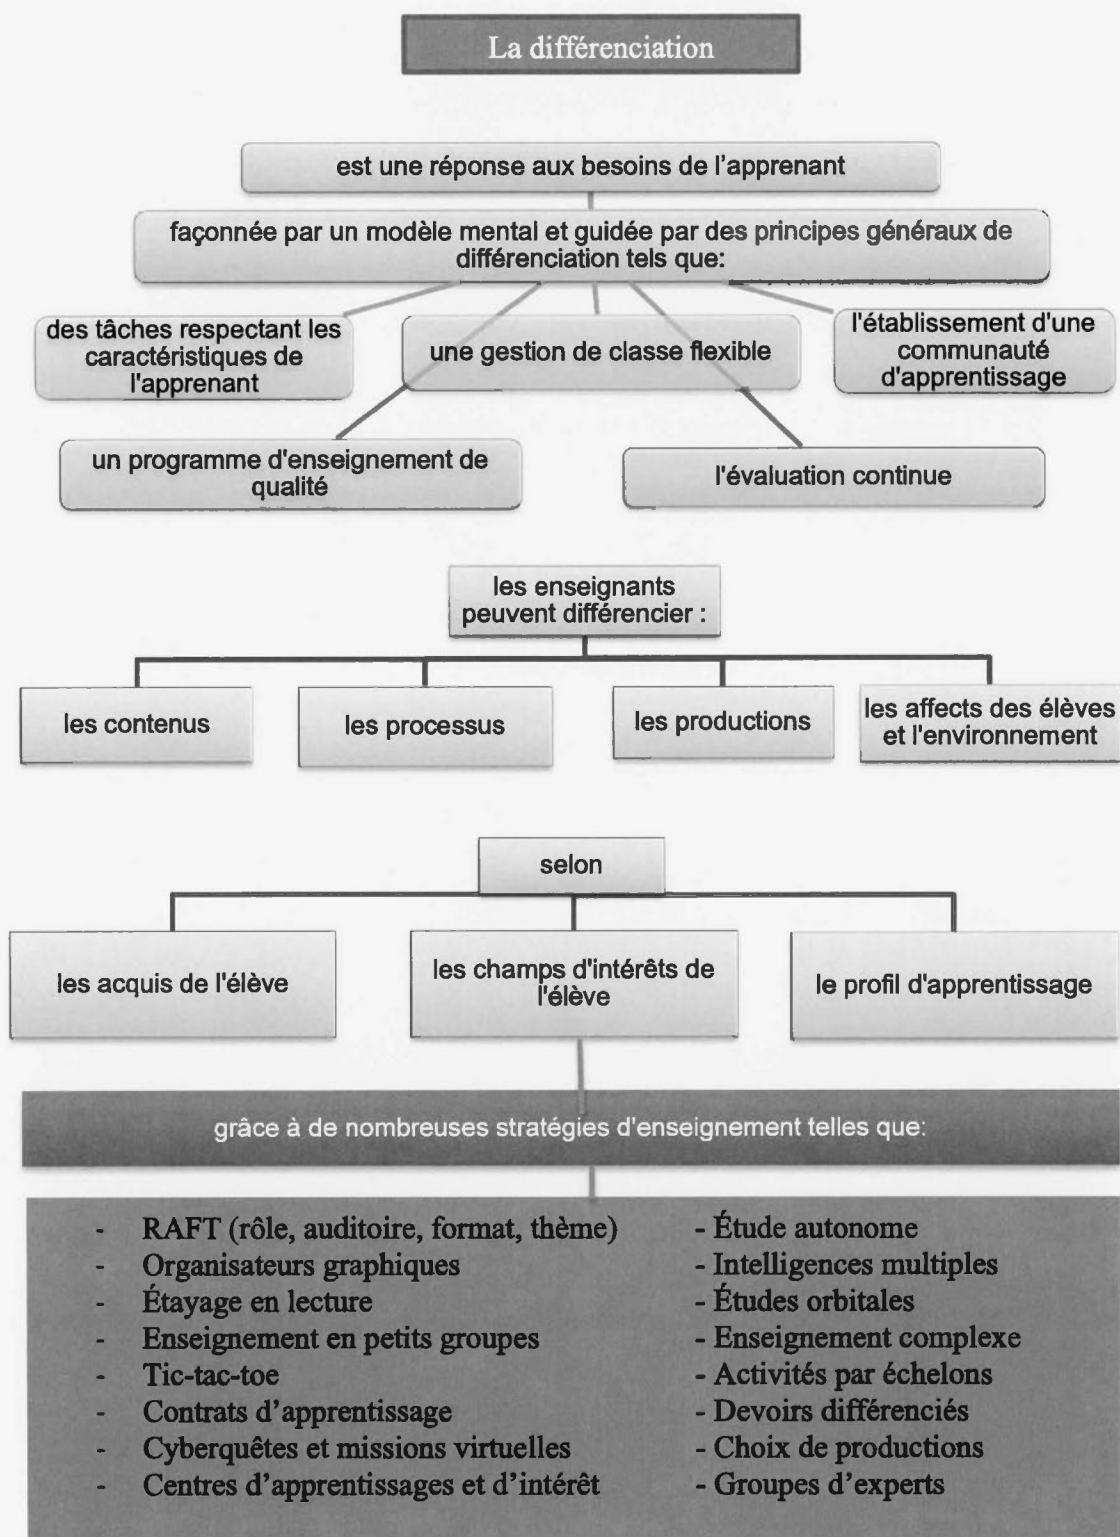 La différenciation
est une réponse aux besoins de l'apprenant
façonnée par un modèle mental et guidée par des principes généraux de
différenciation tels que:
des tâches respectant les
caractéristiques de
l'apprenant
une gestion de classe flexible
l'établissement d'une
communauté
d'apprentissage
un programme d'enseignement de
qualité
l'évaluation continue
les enseignants
peuvent différencier :
les contenus
les processus
les productions
les affects des élèves
et l'environnement
selon
les acquis de l'élève
les champs d'intérêts de
l'élève
le profil d'apprentissage
grâce à de nombreuses stratégies d'enseignement telles que:
- RAFT (rôle, auditoire, format, thème)
- Organisateurs graphiques
- Étayage en lecture
- Enseignement en petits groupes
- Tic-tac-toe
- Contrats d'apprentissage
- Cyberquêtes et missions virtuelles
- Centres d'apprentissages et d'intérêt
- Étude autonome
- Intelligences multiples
- Études orbitales
- Enseignement complexe
- Activités par échelons
- Devoirs différenciés
- Choix de productions
- Groupes d'experts